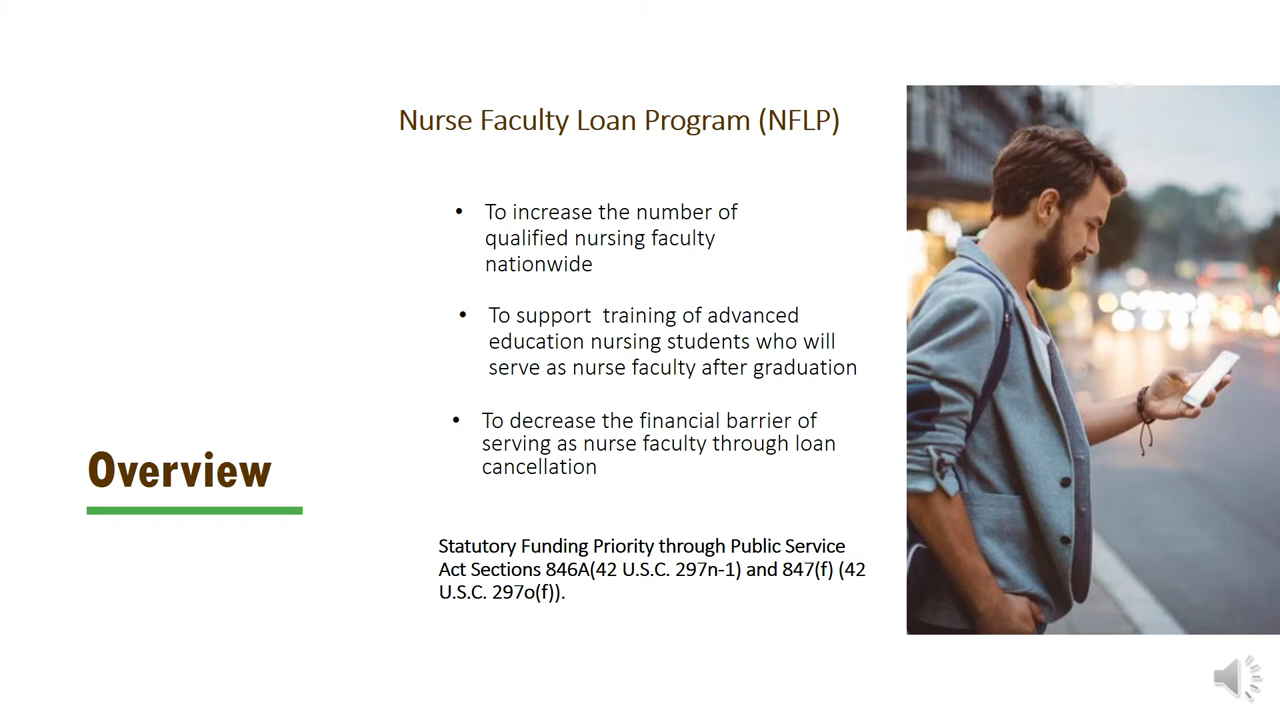 Nurse Faculty Loan Program (NFLP)
• To increase the number of
qualified nursing faculty
nationwide
• To support  training of advanced
education nursing students who will
serve as nurse faculty after graduation
• To decrease the financial barrier of
serving as nurse faculty through loan
cancellation
Overview
Statutory Funding Priority through Public Service
Act Sections 846A(42 U.S.C. 297n-1) and 847(f) (42
U.S.C. 297o(f)).